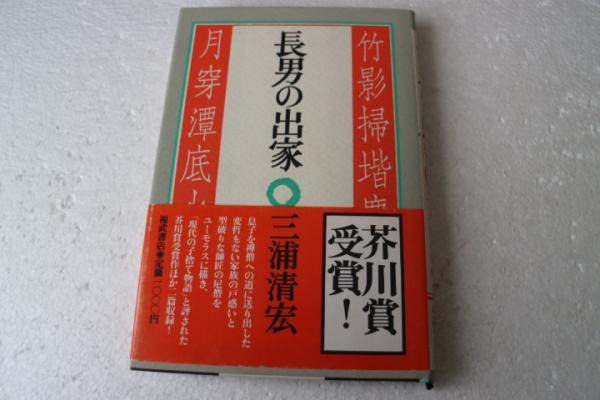 竹影掃堦
長男の出家
月穿潭底
芥川賞
受賞！
三浦清宏
息子を禅僧への道に送り出した
変哲もない家族の戸惑いと
型破りな師匠の尼僧を
ユーモラスに描き、
「現代の子捨て物語」と評された
芥川賞受賞作ほか二篇収録！
福武書店◉定価一〇〇〇円